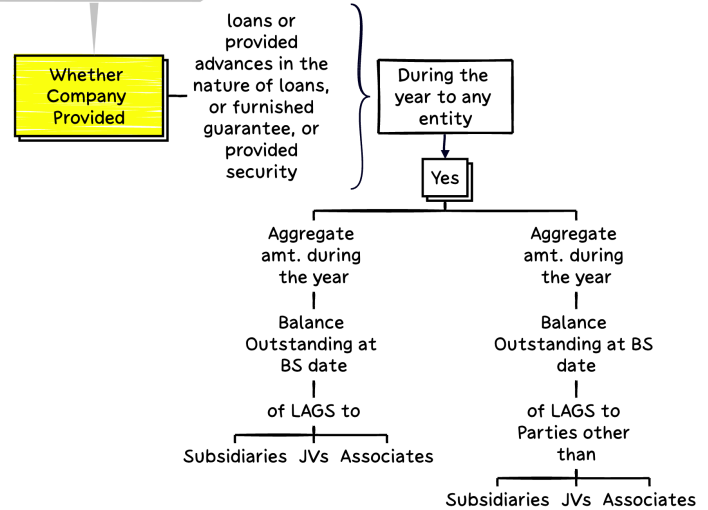 Whether
Company
Provided
loans or
provided
advances in the
nature of loans,
or furnished
guarantee, or
provided
security
During the
year to any
entity
Yes
Aggregate
amt. during
the year
Balance
Outstanding at
BS date
of LAGS to
Subsidiaries JVs Associates
Aggregate
amt. during
the year
Balance
Outstanding at BS
date
of LAGS to
Parties other
than
Subsidiaries JVs Associates